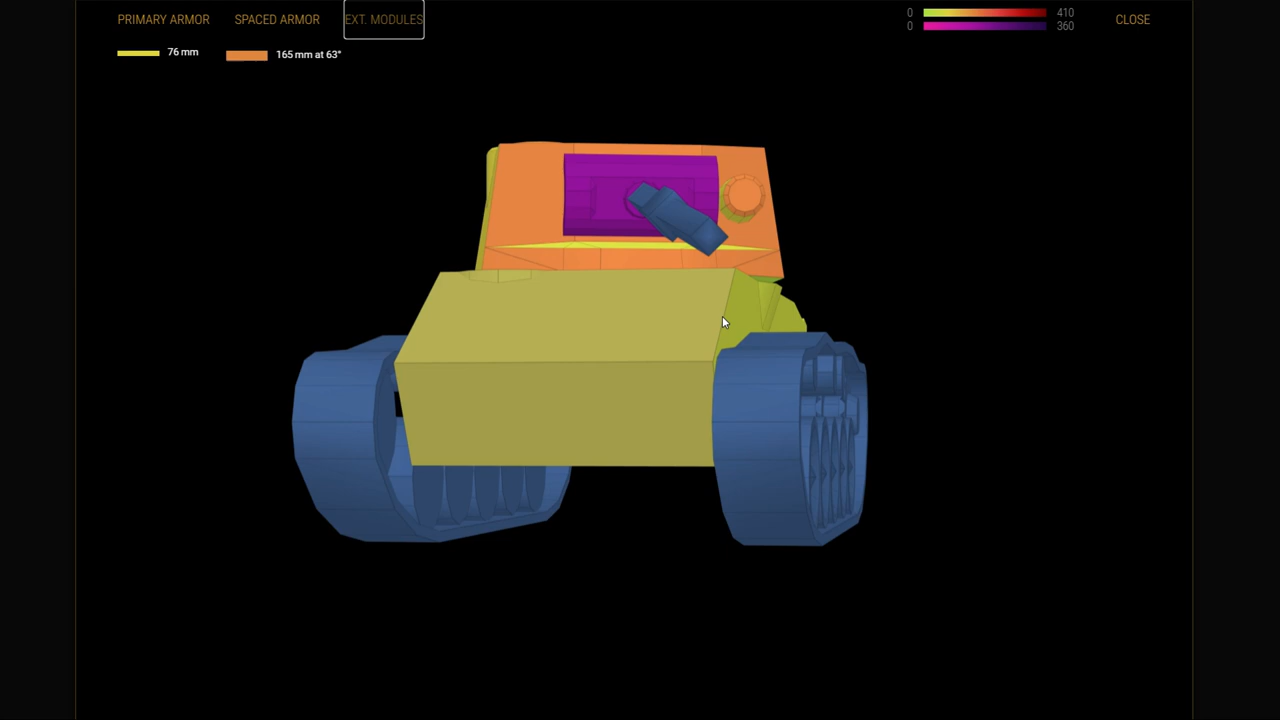 PRIMARY ARMOR SPACED ARMOR EXT. MODULES 0 410 CLOSE
0 360
76 mm 165 mm at 63°